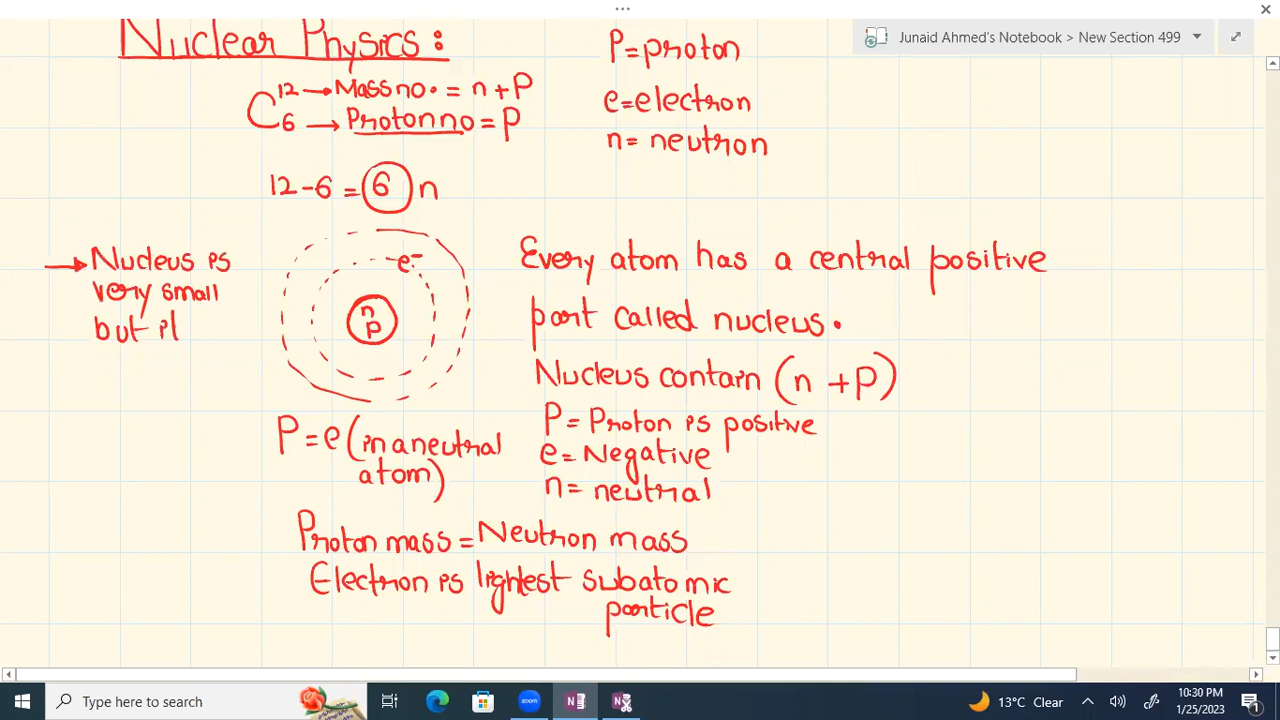 Nuclear Physics:
C 12 → Mass no. = n + P
6 → Proton no = P
12 - 6 = 6 n
P = proton
e = electron
n = neutron
Junaid Ahmed's Notebook > New Section 499
→ Nucleus is
very small
but
e-
n
p
Every atom has a central positive
part called nucleus.
Nucleus contain (n + P)
P = Proton is positive
e = Negative
n = neutral
P = e (in a neutral
atom)
Proton mass = Neutron mass
Electron is lightest subatomic
particle
Type here to search
zoom
N
13°C Clear
10:30 PM
1/25/2023
1